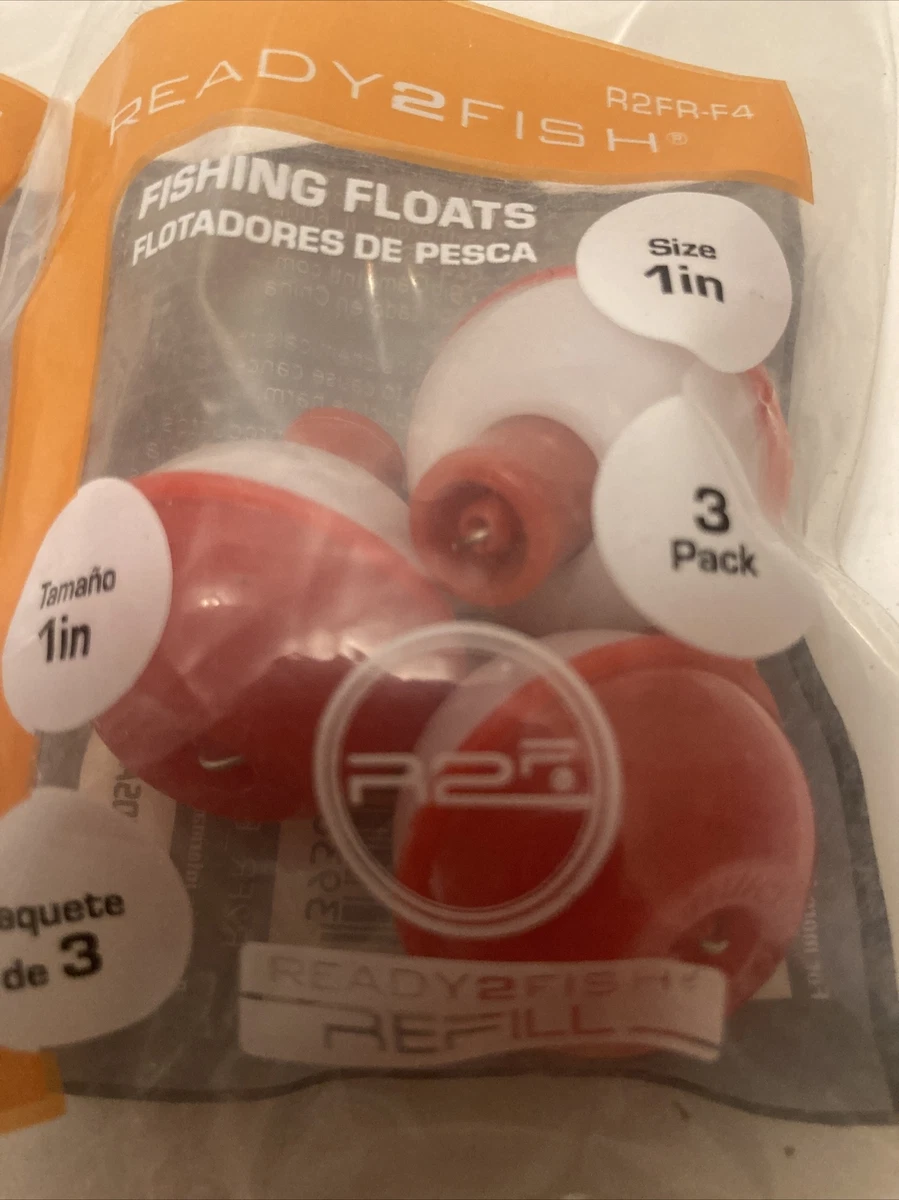 READY2FISH®
R2FR-F4
FISHING FLOATS
FLOTADORES DE PESCA
Size
1in
3
Pack
Tamaño
1in
R2F
aquete
de 3
READY2FISH®
REFILL